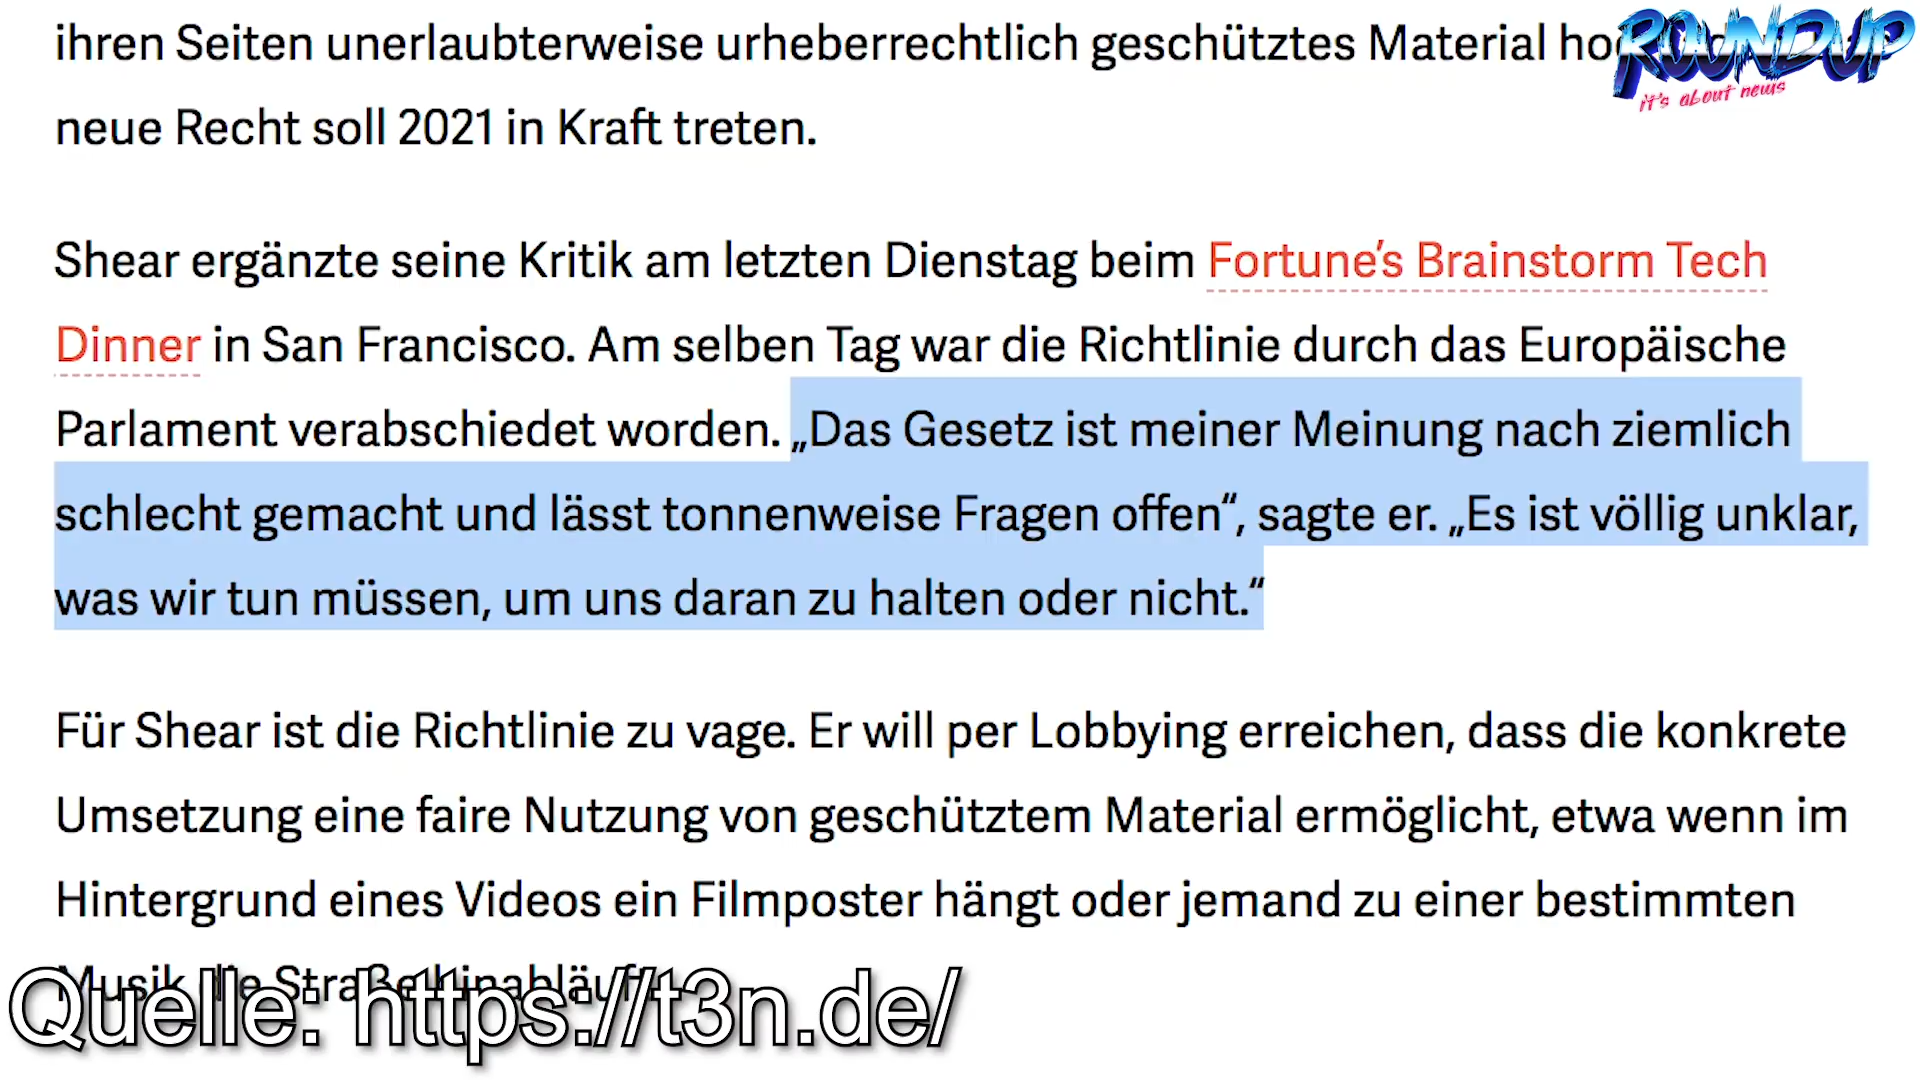 ihren Seiten unerlaubterweise urheberrechtlich geschütztes Material
ROUNDUP
it's about news
neue Recht soll 2021 in Kraft treten.
Shear ergänzte seine Kritik am letzten Dienstag beim Fortune’s Brainstorm Tech
Dinner in San Francisco. Am selben Tag war die Richtlinie durch das Europäische
Parlament verabschiedet worden. „Das Gesetz ist meiner Meinung nach ziemlich
schlecht gemacht und lässt tonnenweise Fragen offen“, sagte er. „Es ist völlig unklar,
was wir tun müssen, um uns daran zu halten oder nicht.“
Für Shear ist die Richtlinie zu vage. Er will per Lobbying erreichen, dass die konkrete
Umsetzung eine faire Nutzung von geschütztem Material ermöglicht, etwa wenn im
Hintergrund eines Videos ein Filmposter hängt oder jemand zu einer bestimmten
Musik die Straße hinabläuft.
Quelle: https://t3n.de/